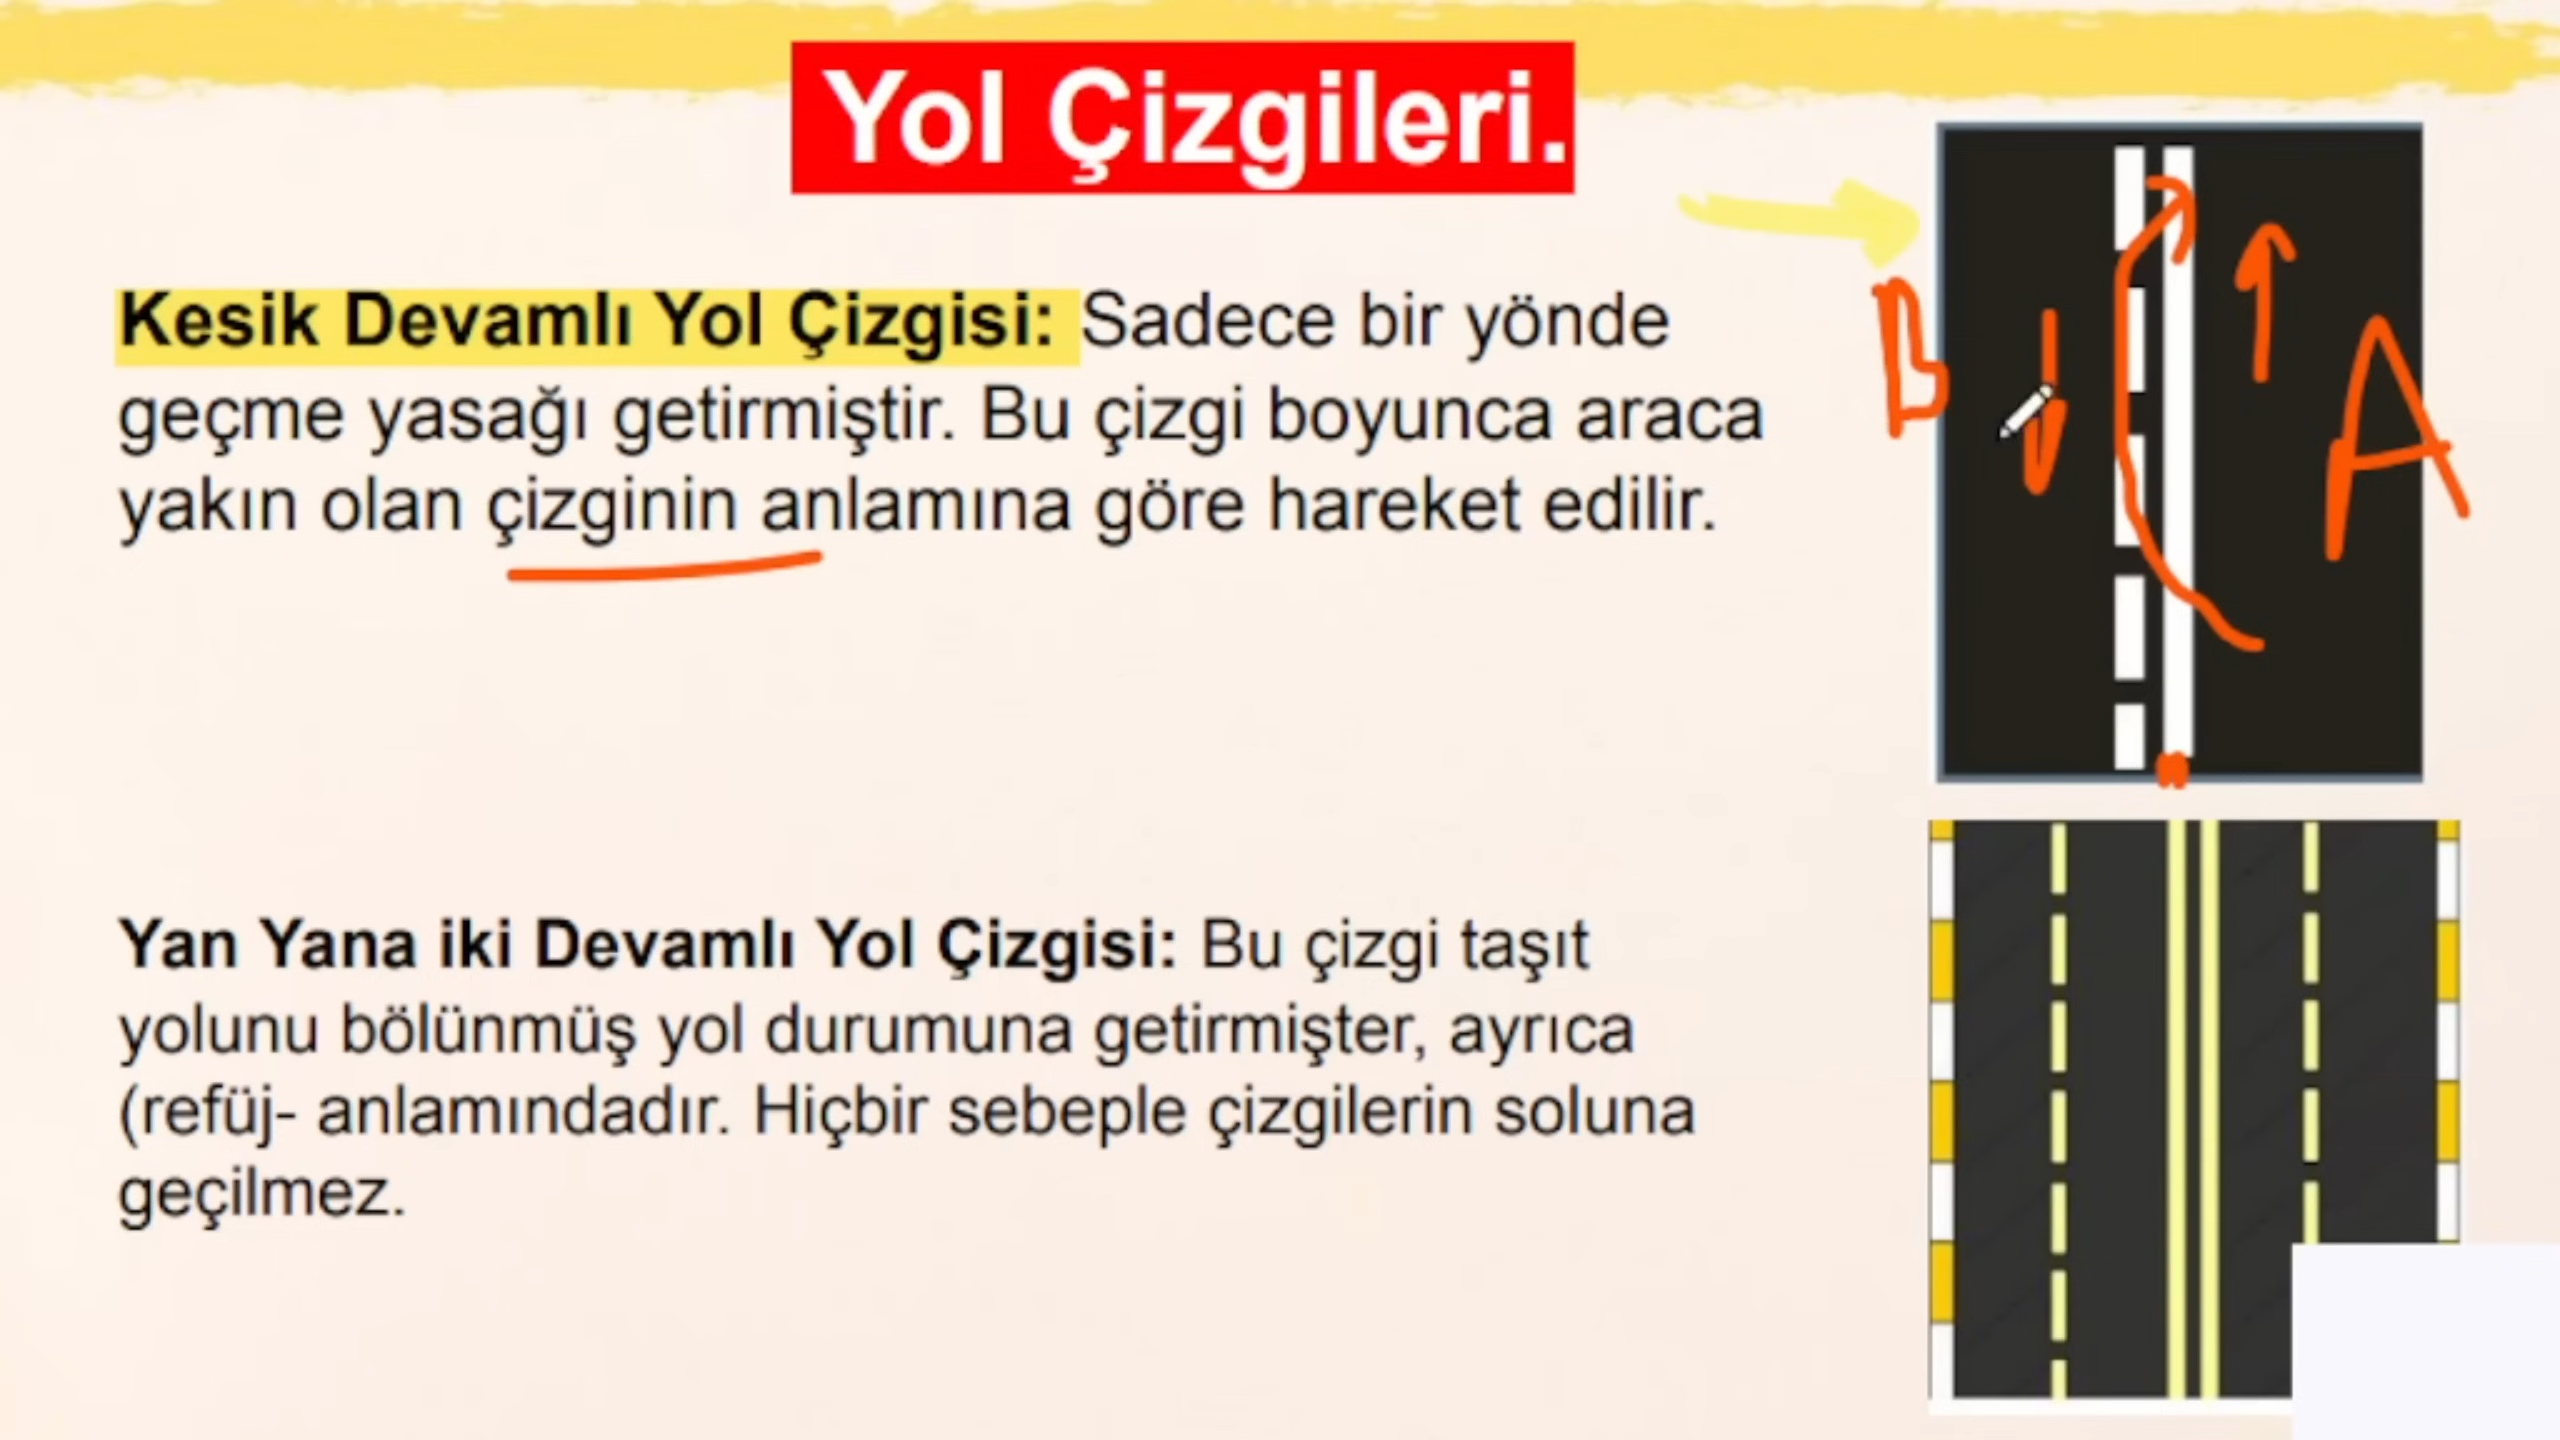 Yol Çizgileri.
Kesik Devamlı Yol Çizgisi: Sadece bir yönde
geçme yasağı getirmiştir. Bu çizgi boyunca araca
yakın olan çizginin anlamına göre hareket edilir.
B
A
Yan Yana iki Devamlı Yol Çizgisi: Bu çizgi taşıt
yolunu bölünmüş yol durumuna getirmişter, ayrıca
(refüj- anlamındadır. Hiçbir sebeple çizgilerin soluna
geçilmez.